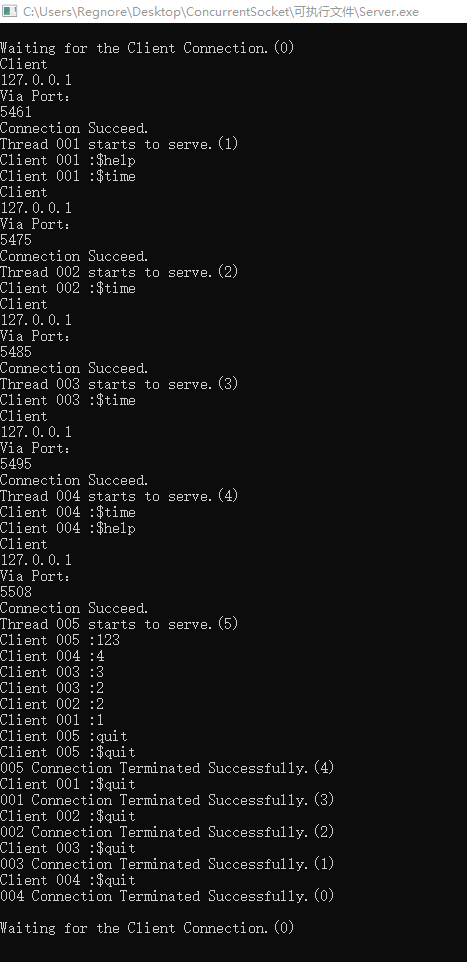 C:\Users\Regnore\Desktop\ConcurrentSocket\可执行文件\Server.exe
Waiting for the Client Connection.(0)
Client
127.0.0.1
Via Port:
5461
Connection Succeed.
Thread 001 starts to serve.(1)
Client 001 :$help
Client 001 :$time
Client
127.0.0.1
Via Port:
5475
Connection Succeed.
Thread 002 starts to serve.(2)
Client 002 :$time
Client
127.0.0.1
Via Port:
5485
Connection Succeed.
Thread 003 starts to serve.(3)
Client 003 :$time
Client
127.0.0.1
Via Port:
5495
Connection Succeed.
Thread 004 starts to serve.(4)
Client 004 :$time
Client 004 :$help
Client
127.0.0.1
Via Port:
5508
Connection Succeed.
Thread 005 starts to serve.(5)
Client 005 :123
Client 004 :4
Client 003 :3
Client 003 :2
Client 002 :2
Client 001 :1
Client 005 :quit
Client 005 :$quit
005 Connection Terminated Successfully.(4)
Client 001 :$quit
001 Connection Terminated Successfully.(3)
Client 002 :$quit
002 Connection Terminated Successfully.(2)
Client 003 :$quit
003 Connection Terminated Successfully.(1)
Client 004 :$quit
004 Connection Terminated Successfully.(0)
Waiting for the Client Connection.(0)